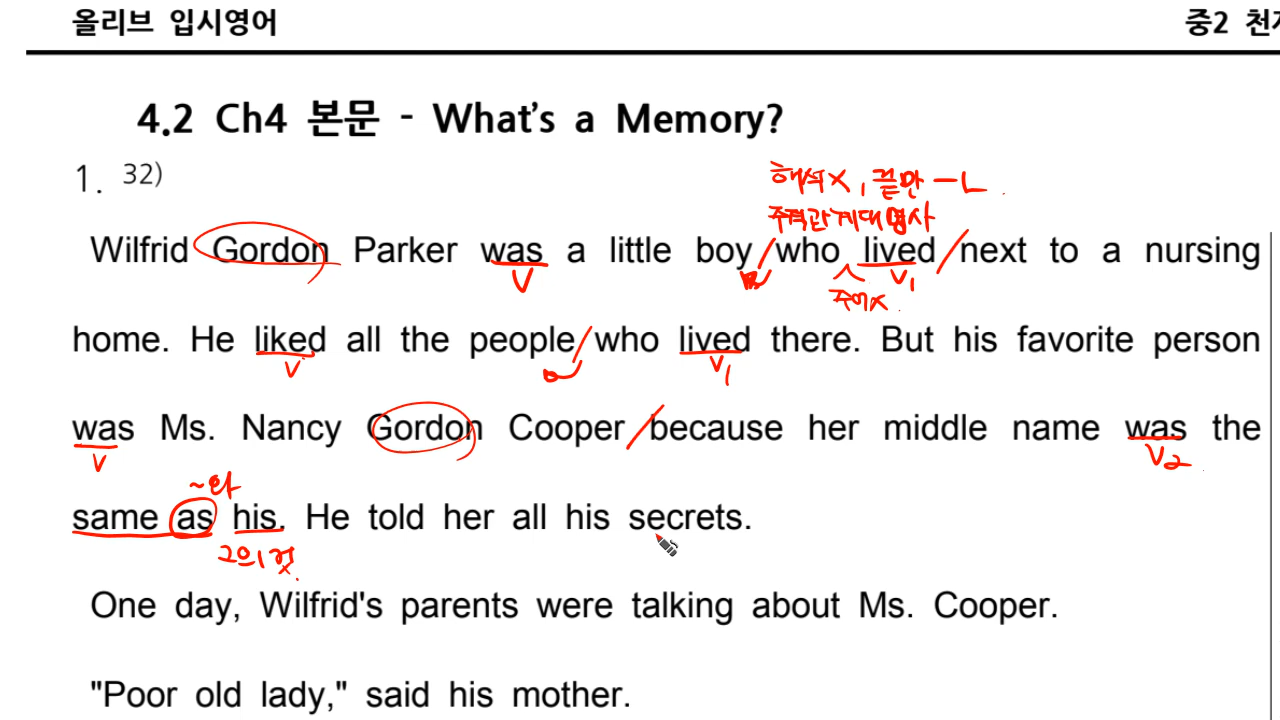 올리브 입시영어
중2 천
4.2 Ch4 본문 - What's a Memory?
1. 32)
해석X, 끝만 -ㄴ
주격관계대명사
Wilfrid Gordon Parker was a little boy / who lived / next to a nursing
V
V1
주어X
home. He liked all the people / who lived there. But his favorite person
V
V1
was Ms. Nancy Gordon Cooper / because her middle name was the
V
V2
~와
same as his. He told her all his secrets.
그의 것
One day, Wilfrid's parents were talking about Ms. Cooper.
"Poor old lady," said his mother.